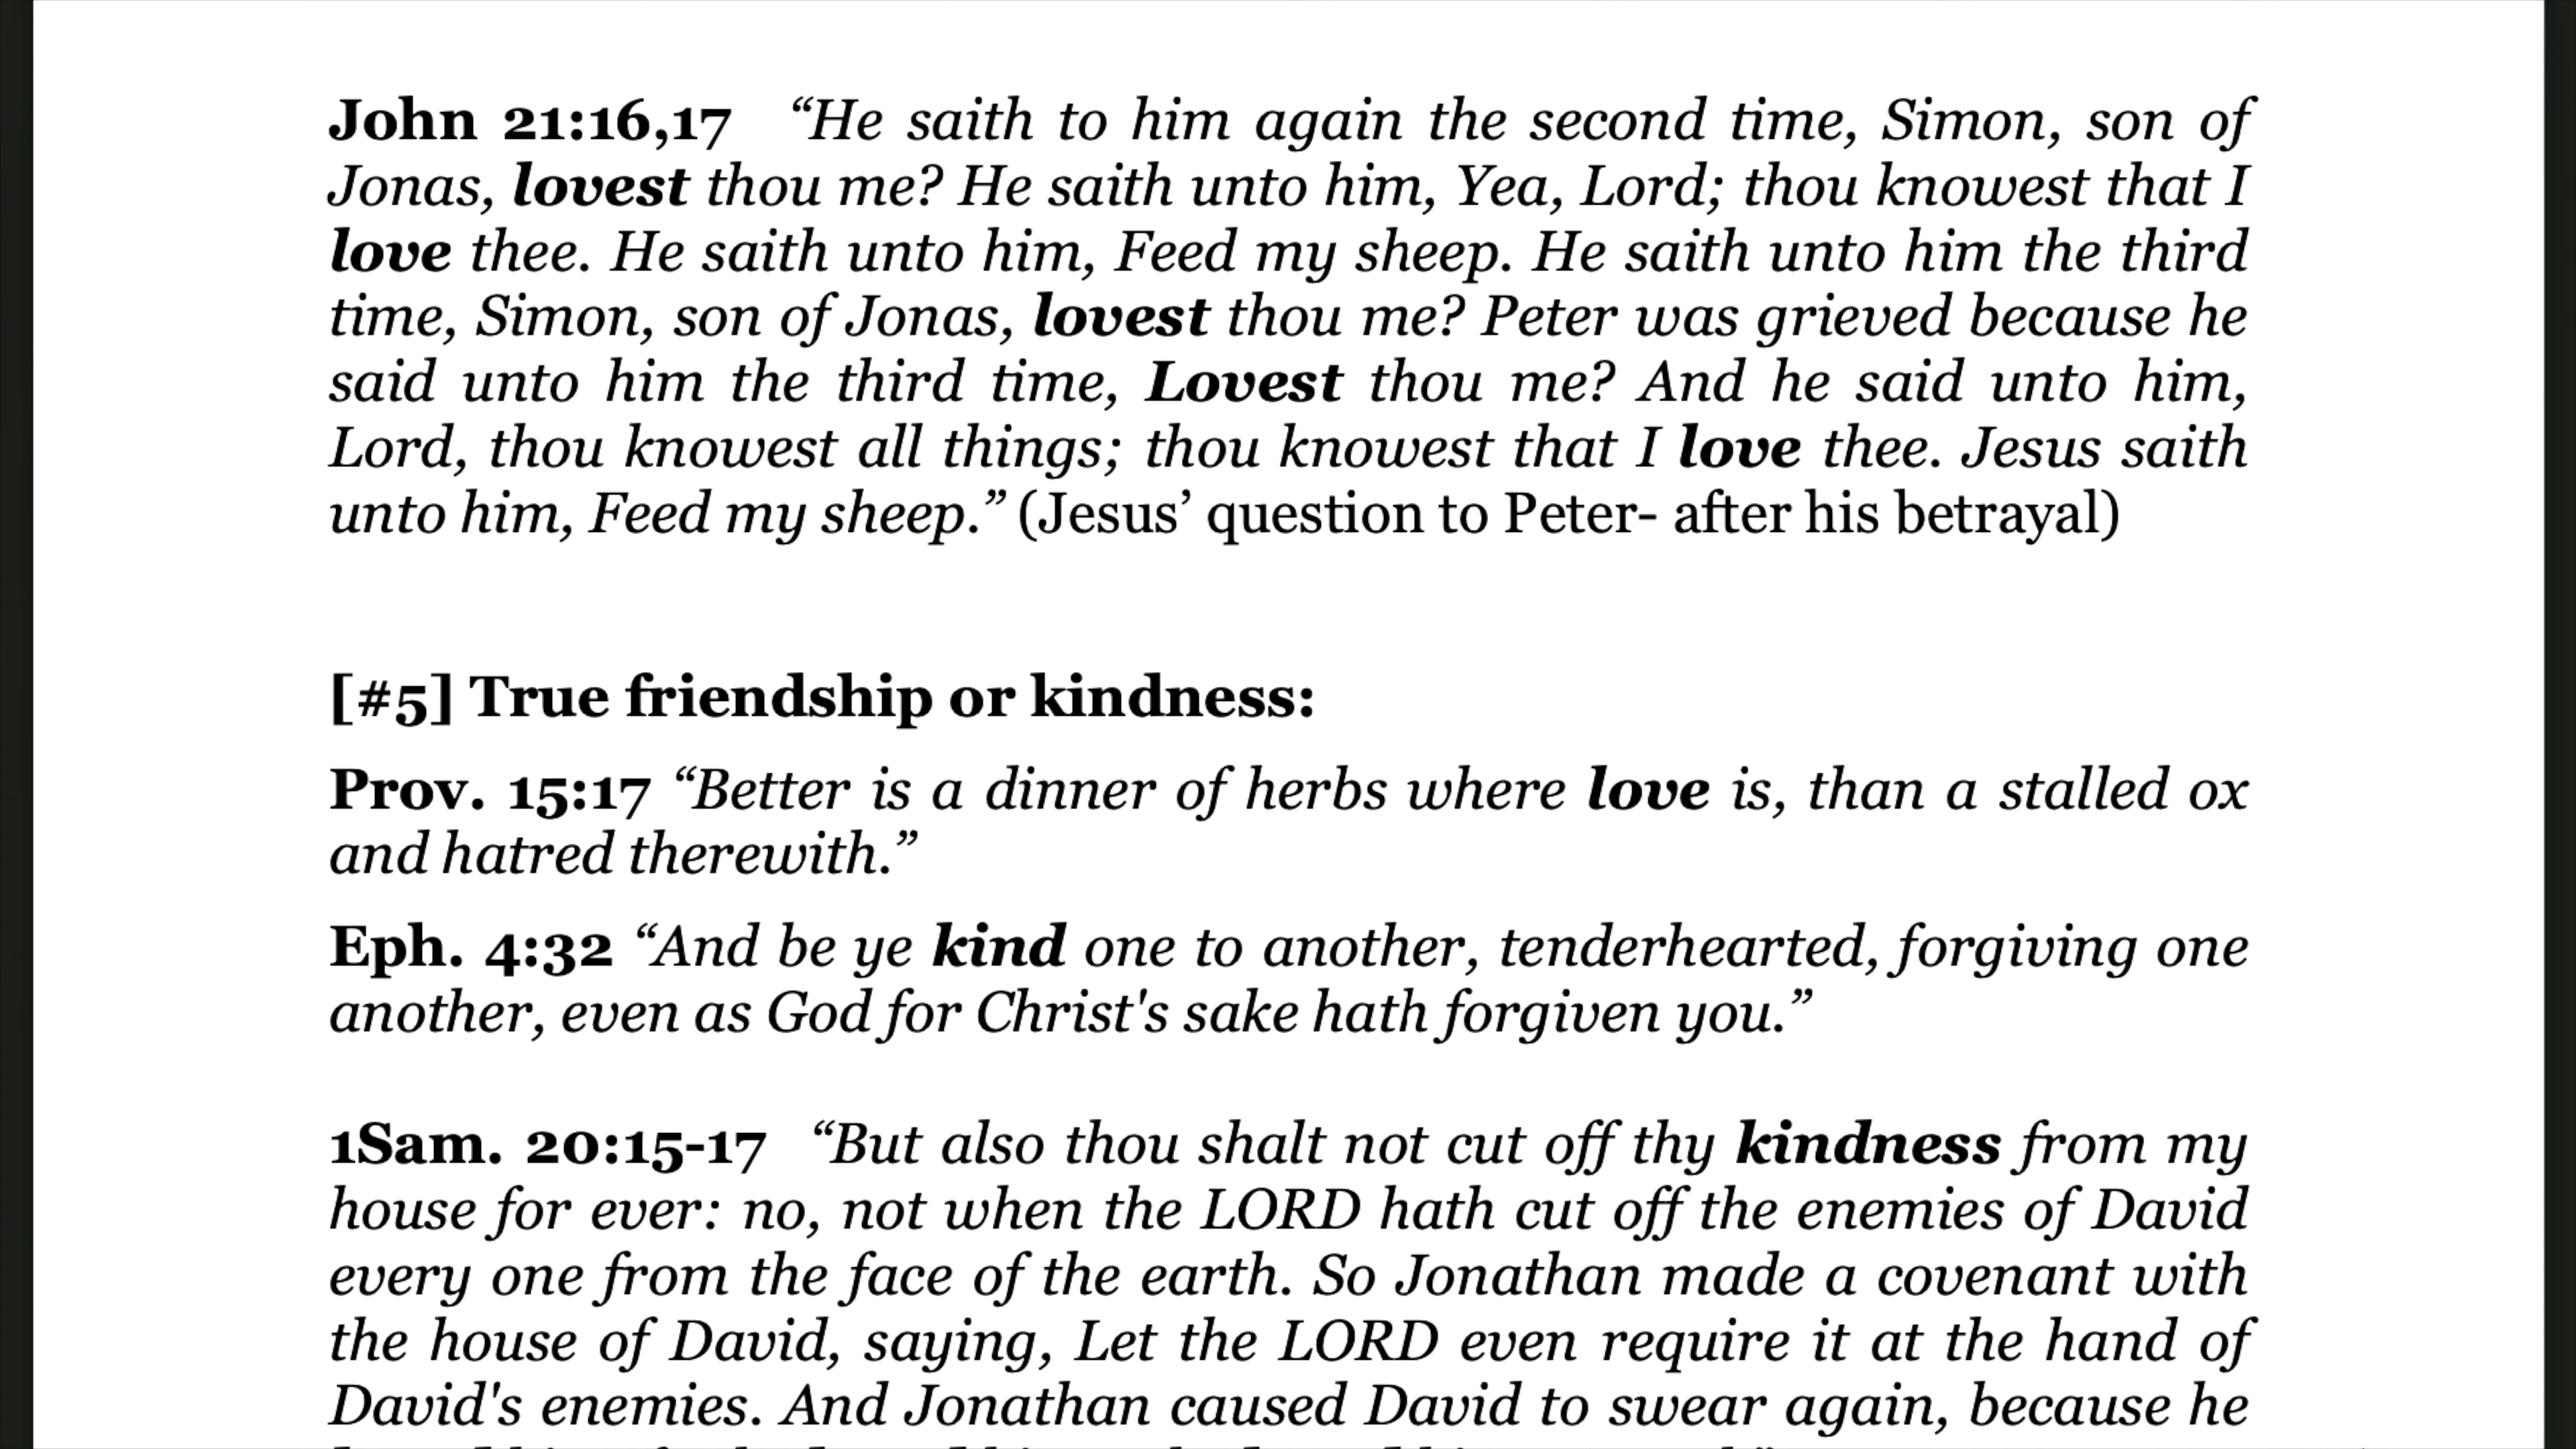 John 21:16,17 “He saith to him again the second time, Simon, son of
Jonas, lovest thou me? He saith unto him, Yea, Lord; thou knowest that I
love thee. He saith unto him, Feed my sheep. He saith unto him the third
time, Simon, son of Jonas, lovest thou me? Peter was grieved because he
said unto him the third time, Lovest thou me? And he said unto him,
Lord, thou knowest all things; thou knowest that I love thee. Jesus saith
unto him, Feed my sheep.” (Jesus’ question to Peter- after his betrayal)
[#5] True friendship or kindness:
Prov. 15:17 “Better is a dinner of herbs where love is, than a stalled ox
and hatred therewith.”
Eph. 4:32 “And be ye kind one to another, tenderhearted, forgiving one
another, even as God for Christ's sake hath forgiven you.”
1Sam. 20:15-17 “But also thou shalt not cut off thy kindness from my
house for ever: no, not when the LORD hath cut off the enemies of David
every one from the face of the earth. So Jonathan made a covenant with
the house of David, saying, Let the LORD even require it at the hand of
David's enemies. And Jonathan caused David to swear again, because he